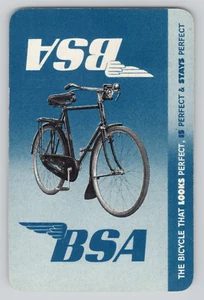 BSA
BSA
THE BICYCLE THAT LOOKS PERFECT, IS PERFECT & STAYS PERFECT